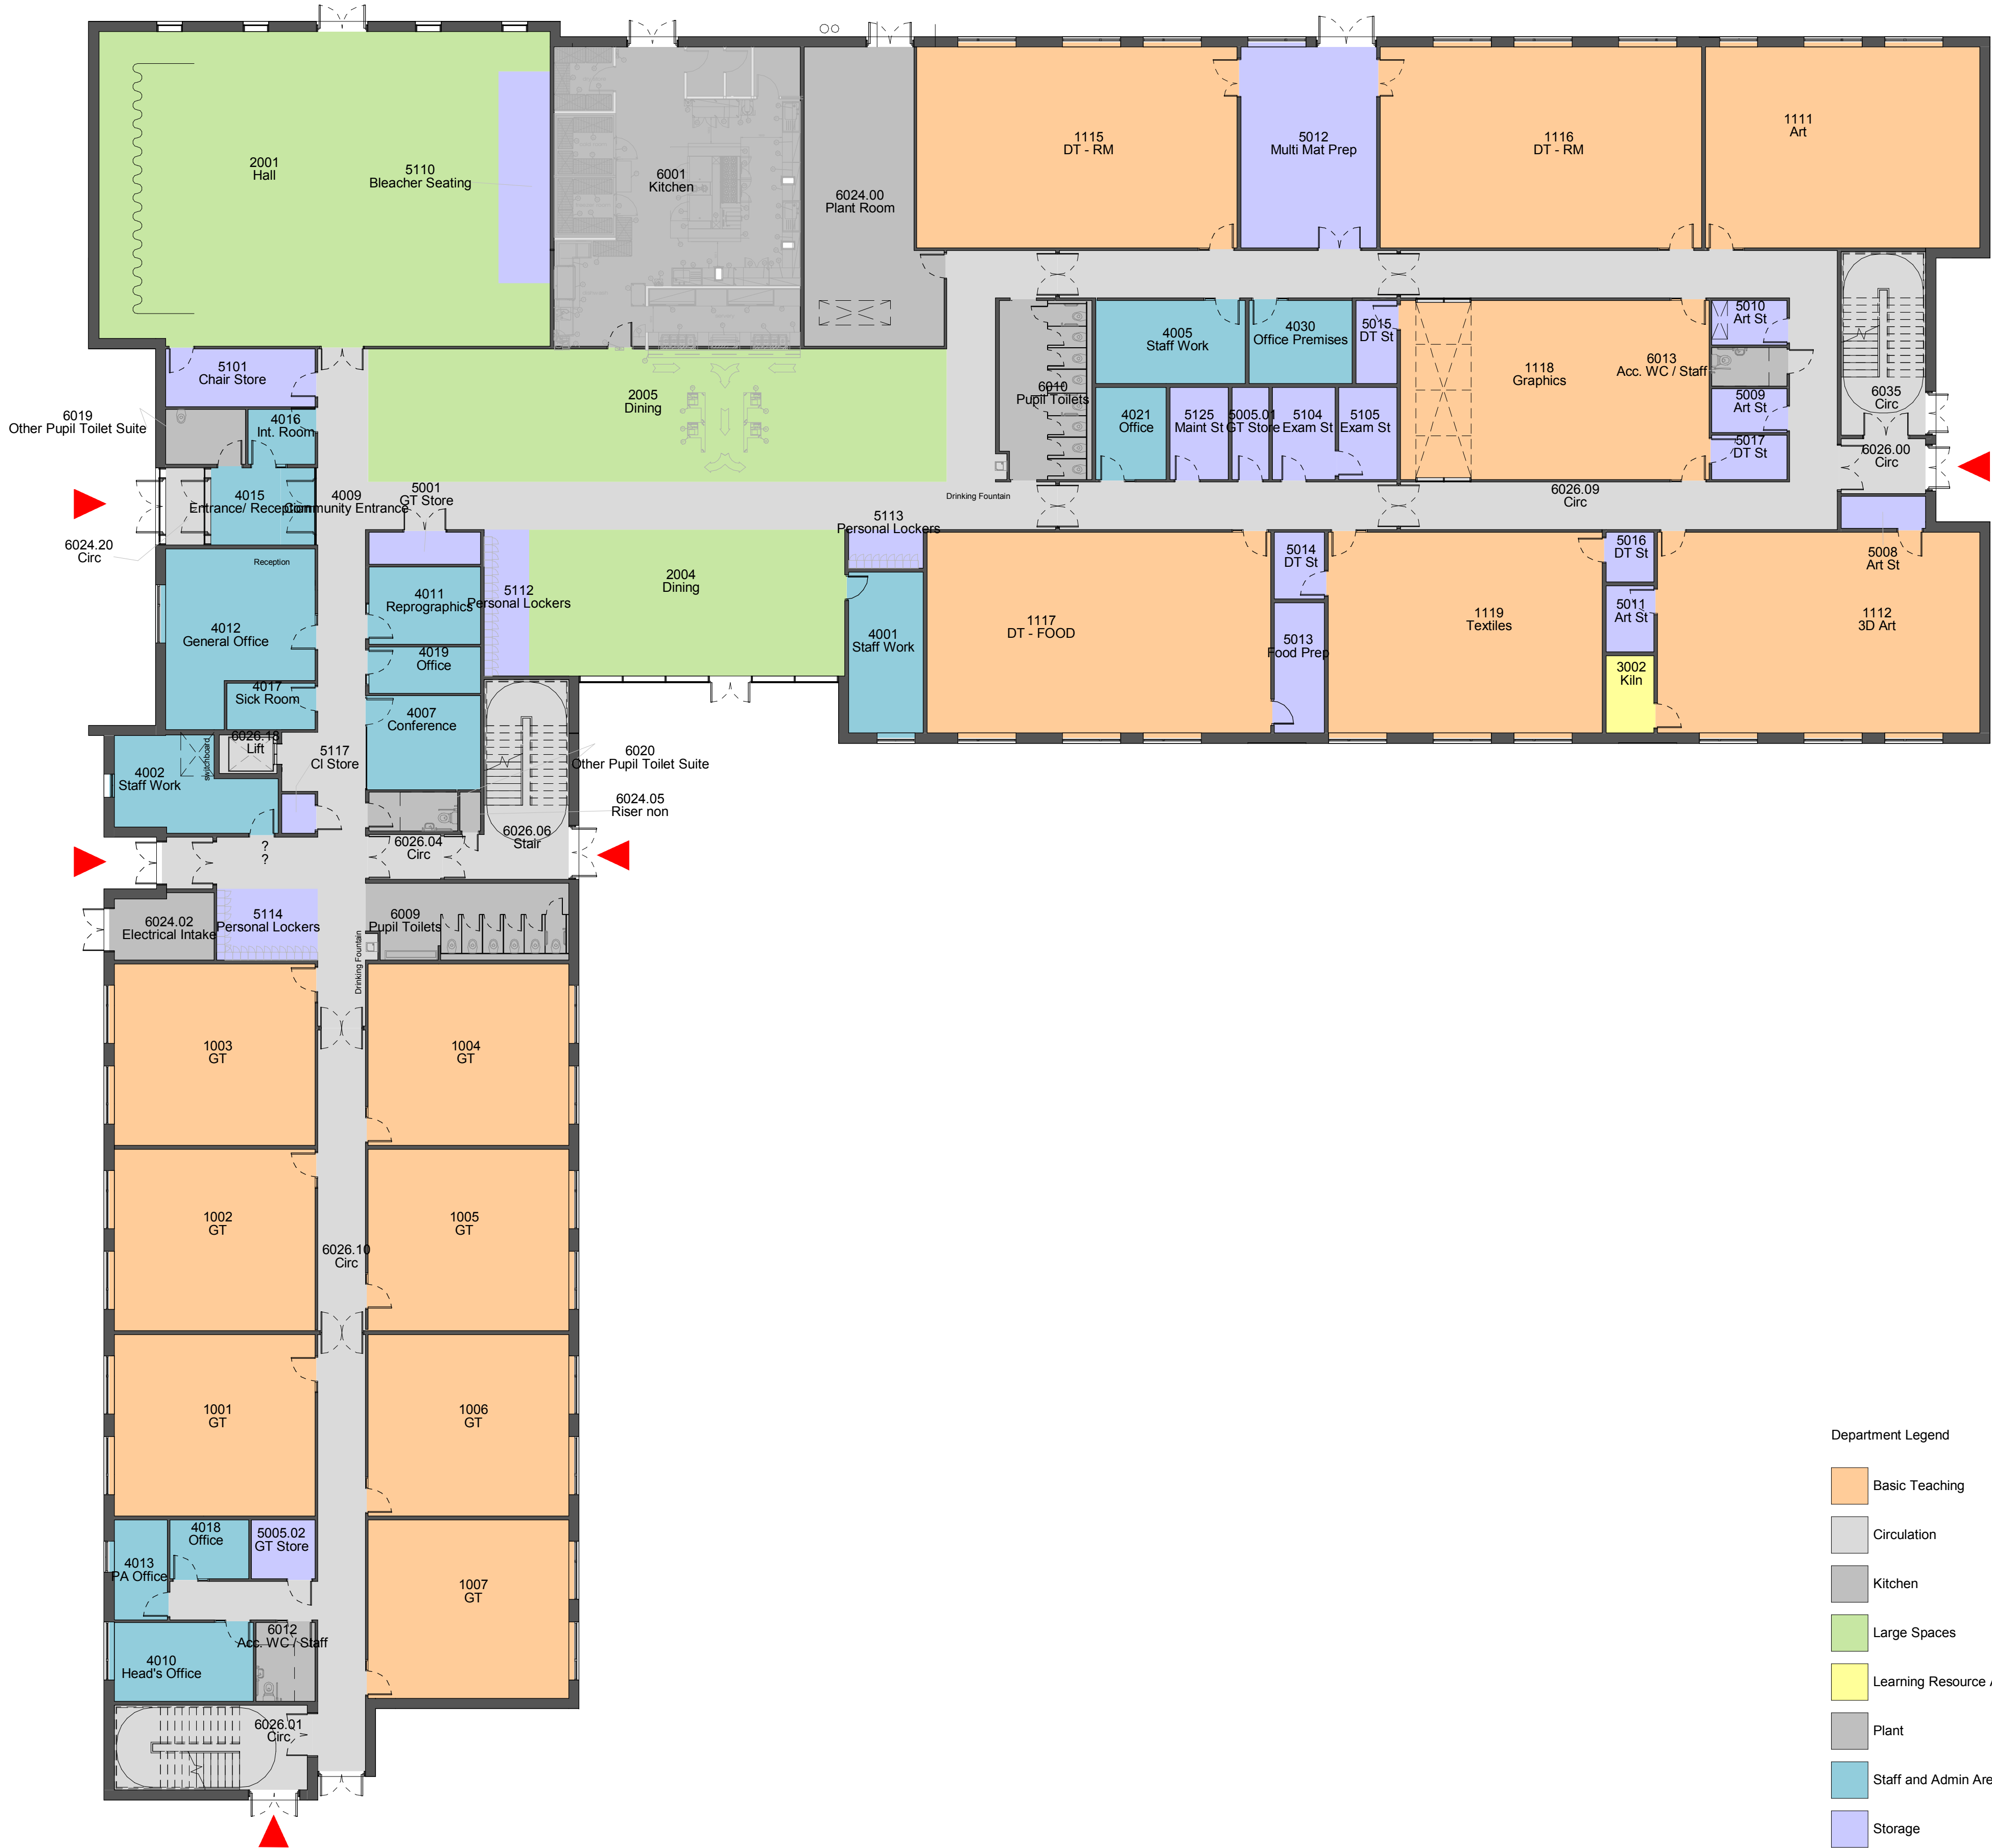 2001
Hall
5110
Bleacher Seating
6001
Kitchen
6024.00
Plant Room
1115
DT - RM
5012
Multi Mat Prep
1116
DT - RM
1111
Art
5101
Chair Store
2005
Dining
6010
Pupil Toilets
4005
Staff Work
4030
Office Premises
5015
DT St
1118
Graphics
5010
Art St
6013
Acc. WC / Staff
5009
Art St
5017
DT St
6035
Circ
6026.00
Circ
6019
Other Pupil Toilet Suite
4016
Int. Room
4021
Office
5125
Maint St
5005.01
GT Store
5104
Exam St
5105
Exam St
4015
Entrance/ Reception
4009
Community Entrance
5001
GT Store
Drinking Fountain
6026.09
Circ
6024.20
Circ
Reception
5113
Personal Lockers
5112
Personal Lockers
2004
Dining
4011
Reprographics
4012
General Office
4019
Office
4017
Sick Room
4007
Conference
4001
Staff Work
1117
DT - FOOD
5014
DT St
5013
Food Prep
1119
Textiles
5016
DT St
5011
Art St
3002
Kiln
5008
Art St
1112
3D Art
6026.18
Lift
switchboard
4002
Staff Work
5117
Cl Store
6020
Other Pupil Toilet Suite
6024.05
Riser non
6026.06
Stair
6026.04
Circ
?
?
6024.02
Electrical Intake
5114
Personal Lockers
6009
Pupil Toilets
Drinking Fountain
1003
GT
1004
GT
1002
GT
1005
GT
6026.10
Circ
1001
GT
1006
GT
4013
PA Office
4018
Office
5005.02
GT Store
1007
GT
4010
Head's Office
6012
Acc. WC / Staff
6026.01
Circ
Department Legend
Basic Teaching
Circulation
Kitchen
Large Spaces
Learning Resource A
Plant
Staff and Admin Are
Storage